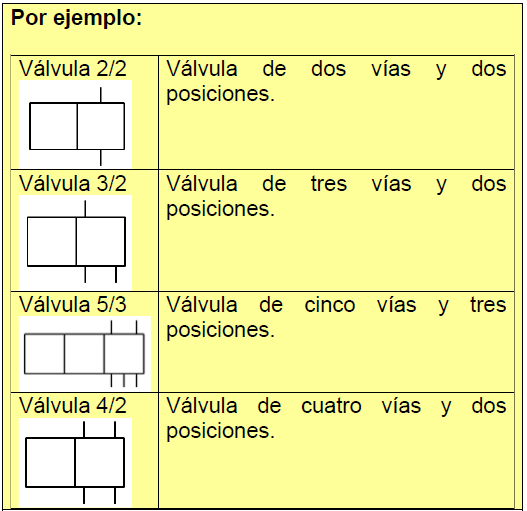 Por ejemplo:
Válvula 2/2
Válvula de dos vías y dos
posiciones.
Válvula 3/2
Válvula de tres vías y dos
posiciones.
Válvula 5/3
Válvula de cinco vías y tres
posiciones.
Válvula 4/2
Válvula de cuatro vías y dos
posiciones.